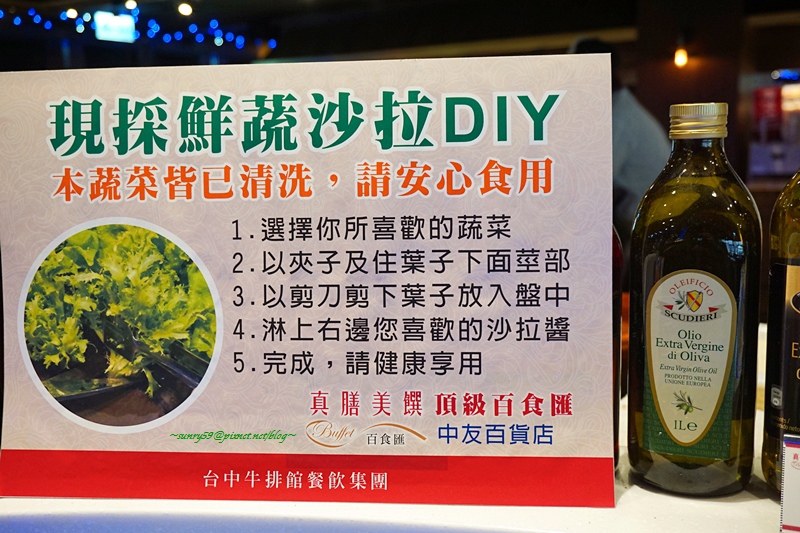 現採鮮蔬沙拉DIY
本蔬菜皆已清洗，請安心食用
1.選擇你所喜歡的蔬菜
2.以夾子及住葉子下面莖部
3.以剪刀剪下葉子放入盤中
4.淋上右邊您喜歡的沙拉醬
5.完成，請健康享用
真膳美饌 頂級百食匯
Buffet 百食匯 中友百貨店
~sunry59@pixnet.net/blog~
台中牛排館餐飲集團
OLEIFICIO
SCUDIERI
Olio
Extra Vergine
di Oliva
Extra Virgin Olive Oil
PRODOTTO NELLA
UNIONE EUROPEA
1L e